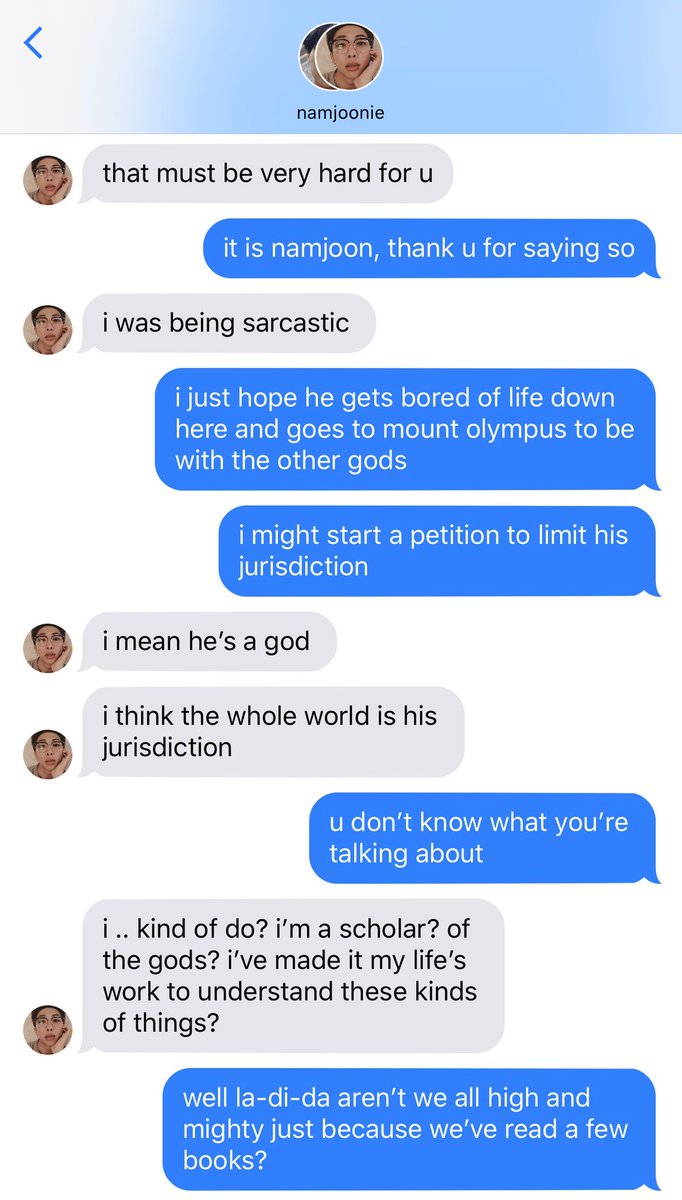 namjoonie
that must be very hard for u
it is namjoon, thank u for saying so
i was being sarcastic
i just hope he gets bored of life down
here and goes to mount olympus to be
with the other gods
i might start a petition to limit his
jurisdiction
i mean he’s a god
i think the whole world is his
jurisdiction
u don’t know what you’re
talking about
i .. kind of do? i’m a scholar? of
the gods? i’ve made it my life’s
work to understand these kinds
of things?
well la-di-da aren’t we all high and
mighty just because we’ve read a few
books?